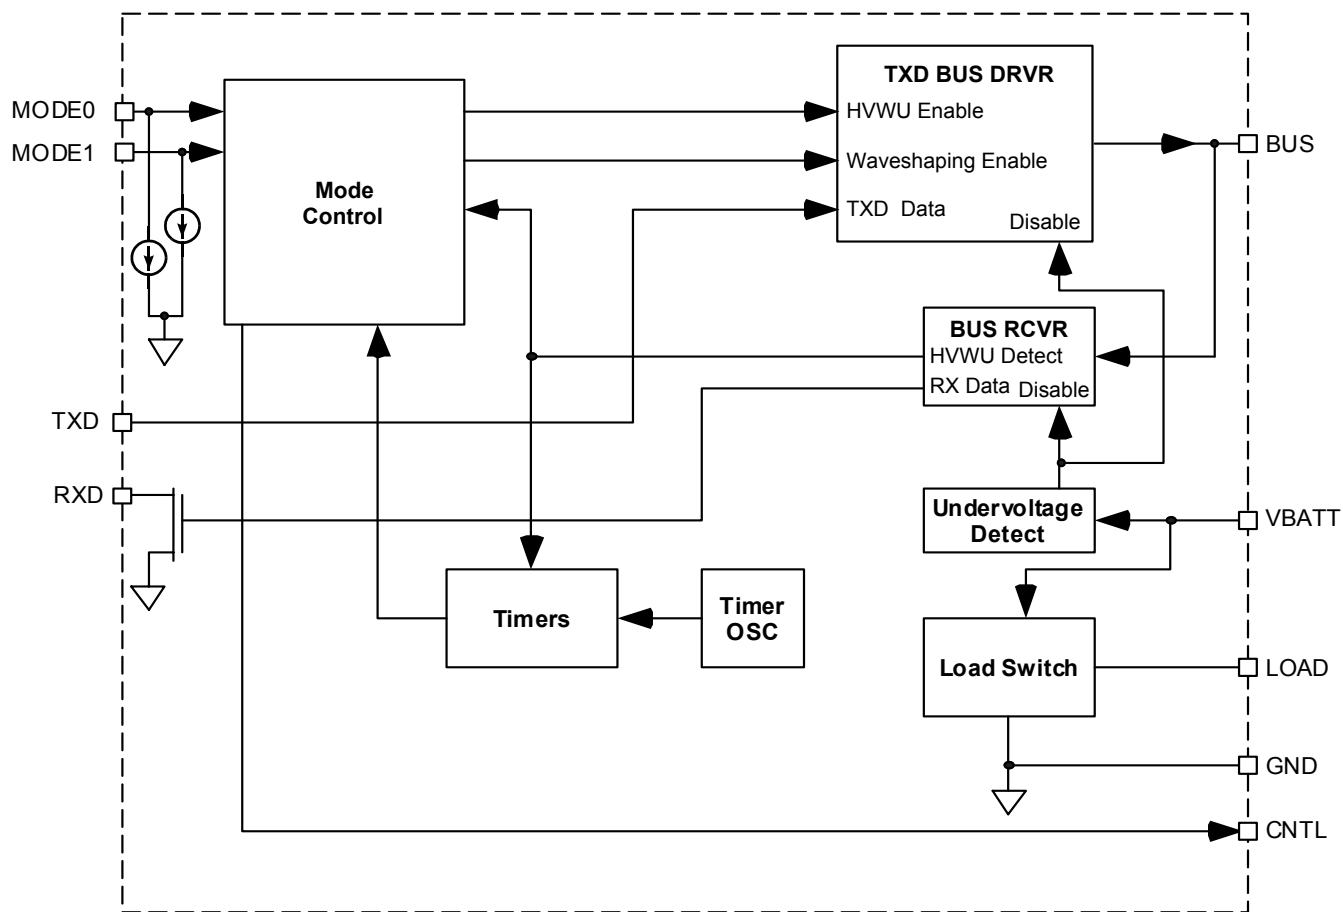 MODE0
MODE1
Mode
Control
TXD BUS DRVR
HVWU Enable
Waveshaping Enable
TXD Data
Disable
BUS
BUS RCVR
HVWU Detect
RX Data
Disable
TXD
RXD
Undervoltage
Detect
VBATT
Timers
Timer
OSC
Load Switch
LOAD
GND
CNTL